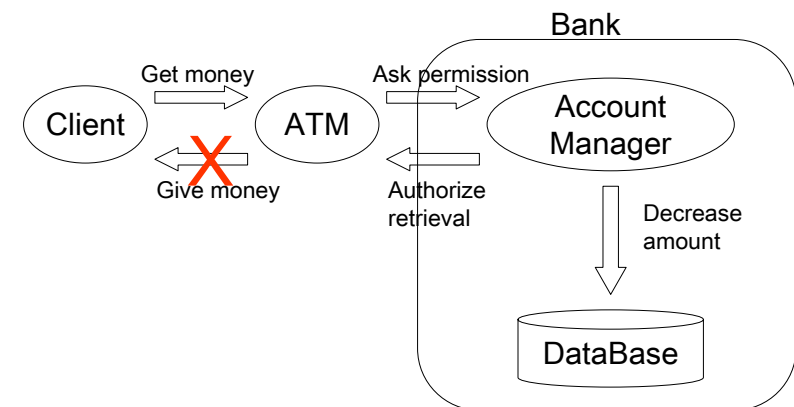 Bank
Get money
Ask permission
Client
ATM
Account
Manager
Give money
Authorize
retrieval
Decrease
amount
DataBase